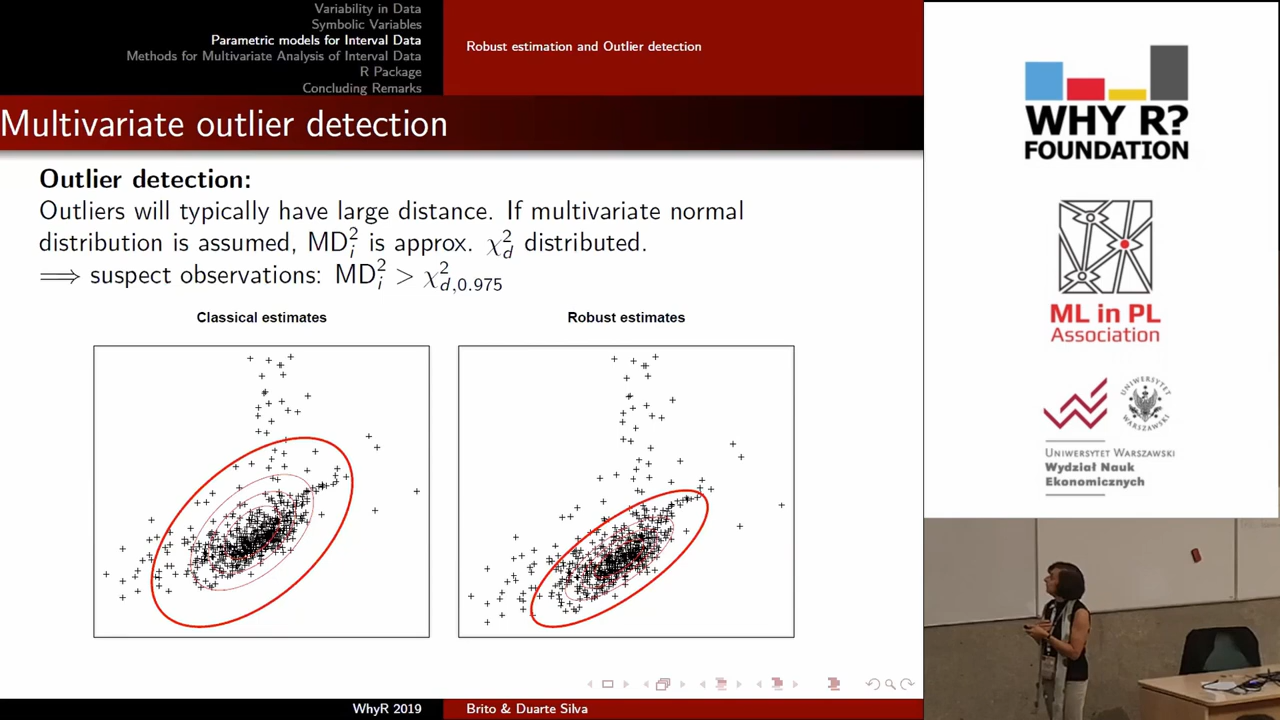 Variability in Data
Symbolic Variables
Parametric models for Interval Data
Methods for Multivariate Analysis of Interval Data
R Package
Concluding Remarks
Robust estimation and Outlier detection
Multivariate outlier detection
Outlier detection:
Outliers will typically have large distance. If multivariate normal
distribution is assumed, MD²ᵢ is approx. χ²_d distributed.
⟹ suspect observations: MD²ᵢ > χ²_d,0.975
Classical estimates
Robust estimates
WhyR 2019
Brito & Duarte Silva
WHY R?
FOUNDATION
ML in PL
Association
UNIWERSYTET
WARSZAWSKI
UNIWERSYTET WARSZAWSKI
Wydział Nauk
Ekonomicznych